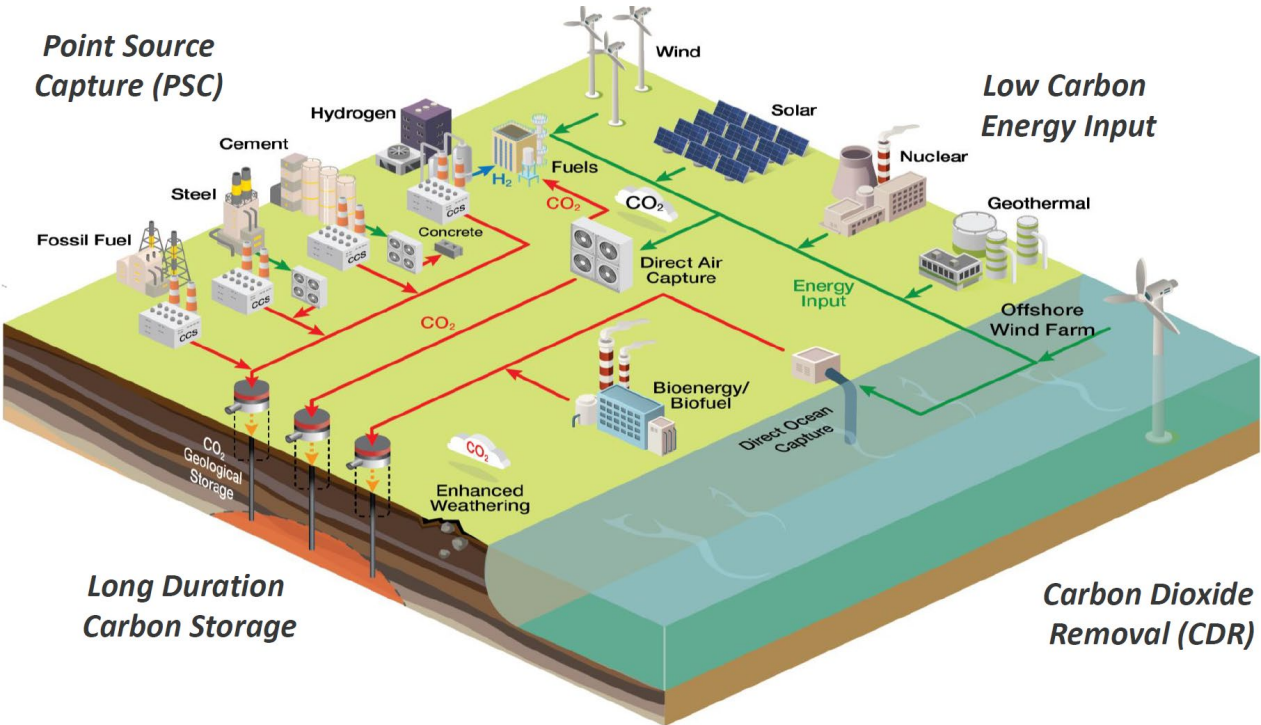 Point Source
Capture (PSC)
Wind
Low Carbon
Energy Input
Solar
Hydrogen
Cement
Nuclear
Fuels
H₂
Steel
CO₂
CO₂
CCS
Geothermal
Concrete
Fossil Fuel
CCS
Direct Air
Capture
CCS
Energy
Input
Offshore
Wind Farm
CO₂
CCS
Bioenergy/
Biofuel
Direct Ocean
Capture
CO₂
Geological
Storage
CO₂
Enhanced
Weathering
Long Duration
Carbon Storage
Carbon Dioxide
Removal (CDR)